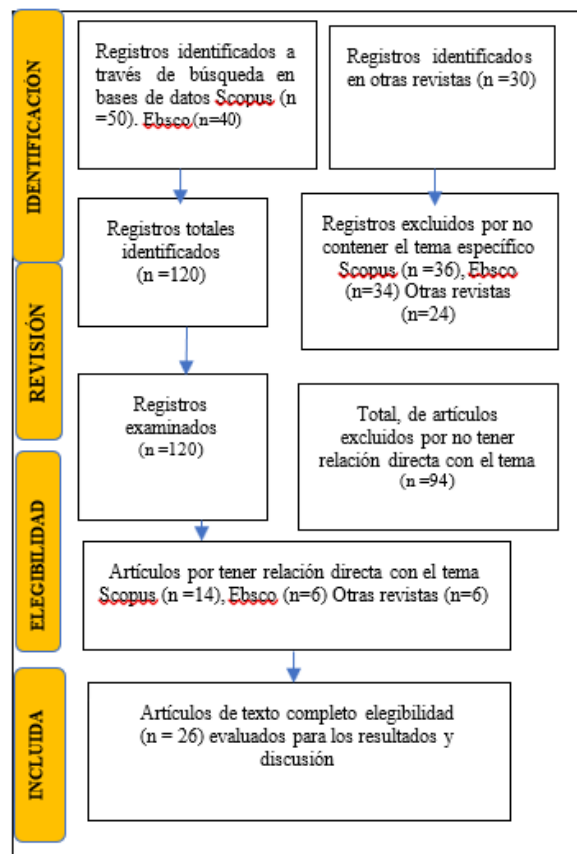 IDENTIFICACIÓN
Registros identificados a
través de búsqueda en
bases de datos Scopus (n
=50). Ebsco(n=40)
Registros identificados
en otras revistas (n =30)
Registros totales
identificados
(n =120)
Registros excluidos por no
contener el tema específico
Scopus (n =36), Ebsco
(n=34) Otras revistas
(n=24)
REVISIÓN
Registros
examinados
(n =120)
Total, de artículos
excluidos por no tener
relación directa con el tema
(n =94)
ELEGIBILIDAD
Artículos por tener relación directa con el tema
Scopus (n =14), Ebsco (n=6) Otras revistas (n=6)
INCLUIDA
Artículos de texto completo elegibilidad
(n = 26) evaluados para los resultados y
discusión